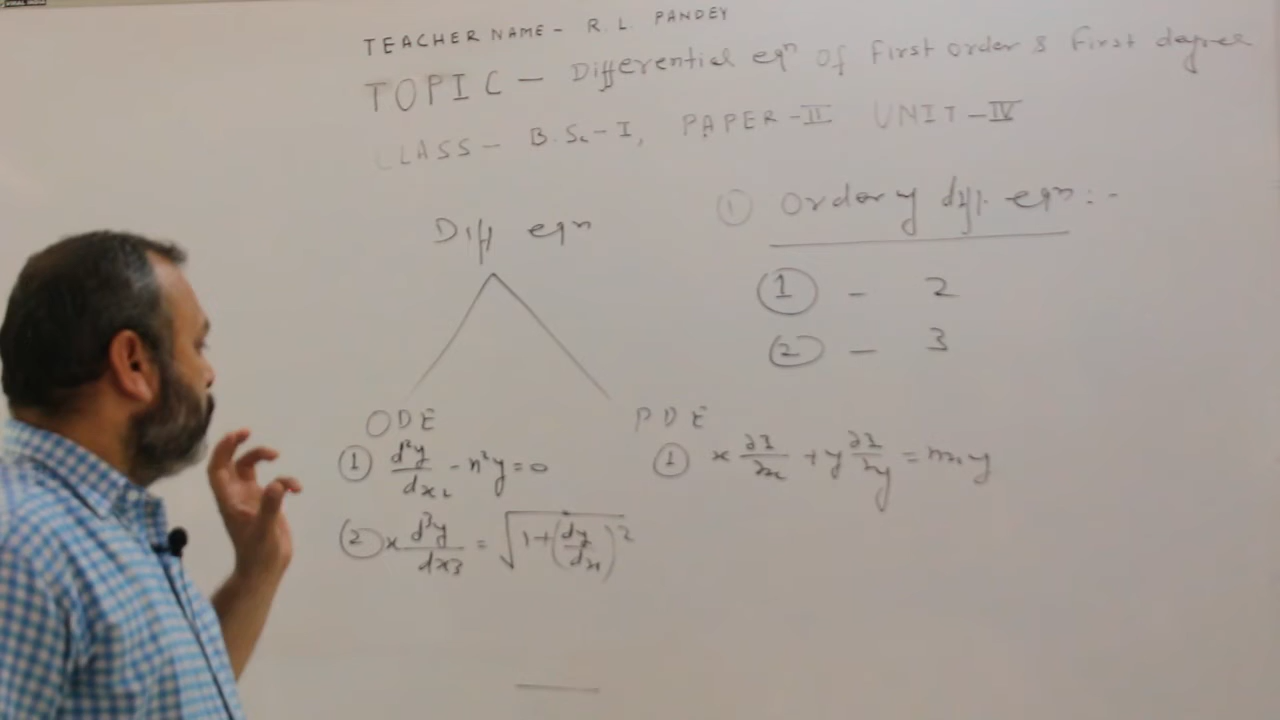 TEACHER NAME - R. L. PANDEY
TOPIC - Differential eqn of first order & first degree
CLASS - B.Sc - I, PAPER - II UNIT - IV
Diff eqn
ODE
① d²y/dx² - n²y = 0
② x d³y/dx³ = √1+(dy/dx)²
PDE
① x ∂z/∂x + y ∂z/∂y = y
① Order of diff. eqn :-
① - 2
② - 3